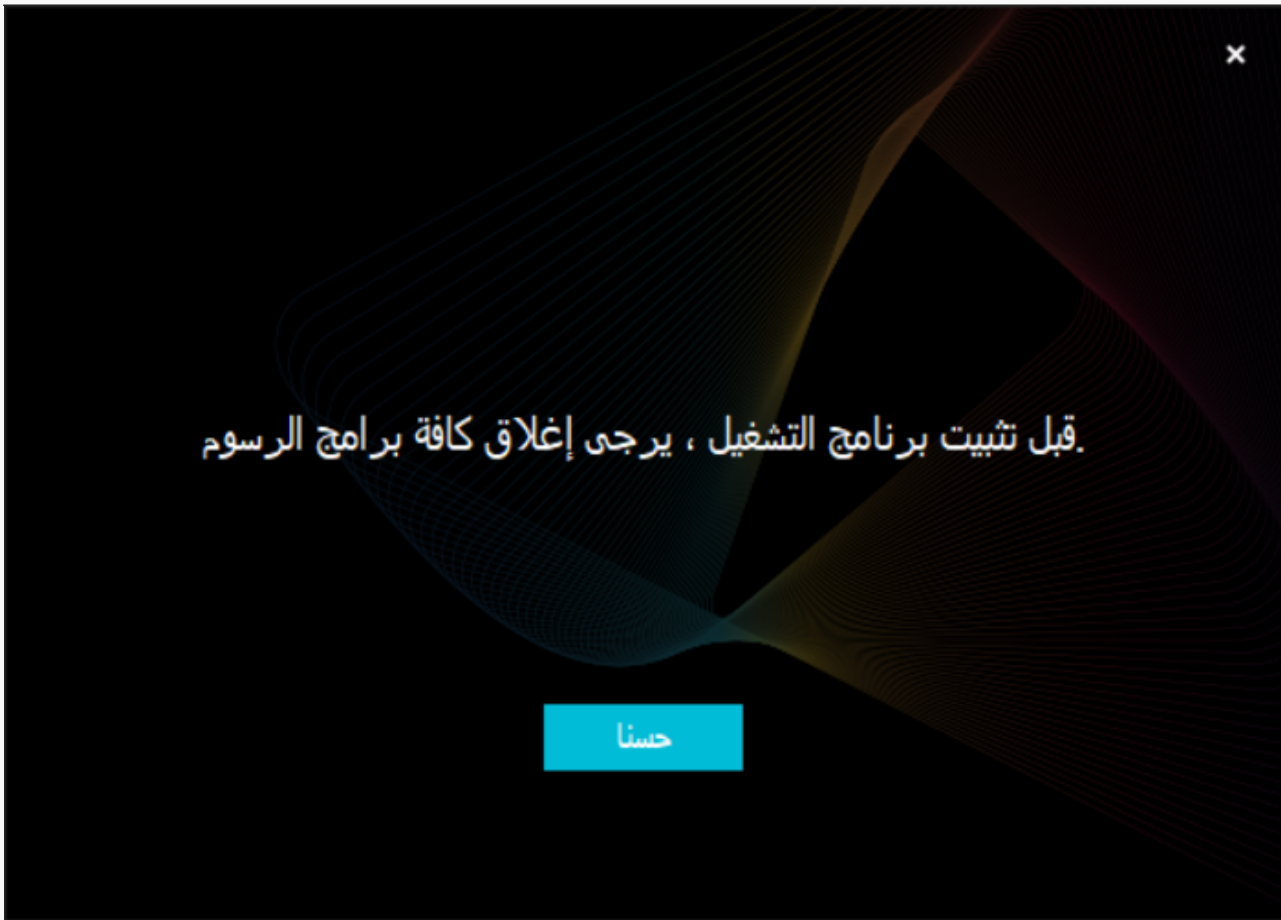 قبل تثبيت برنامج التشغيل ، يرجى إغلاق كافة برامج الرسوم.
حسنا